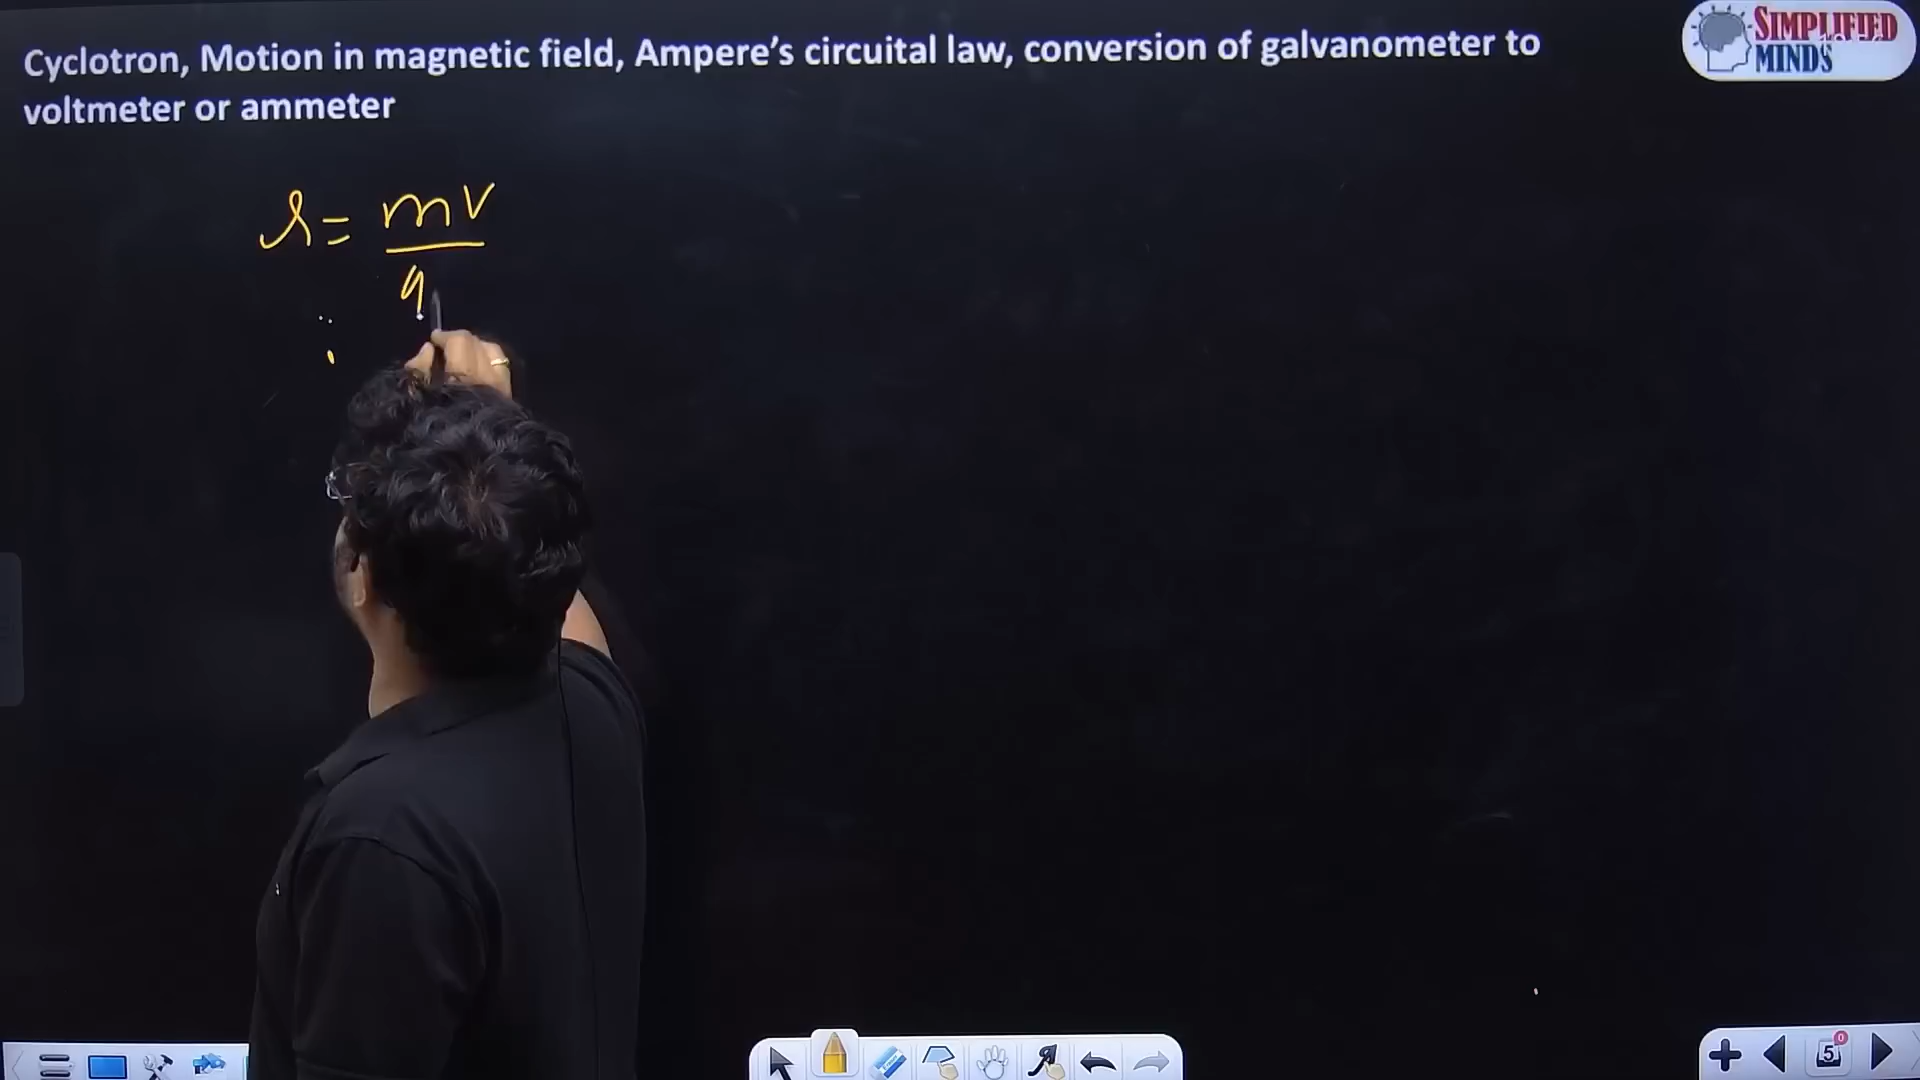 Cyclotron, Motion in magnetic field, Ampere's circuital law, conversion of galvanometer to
voltmeter or ammeter
SIMPLIFIED
MINDS
r = mv
q
5
0